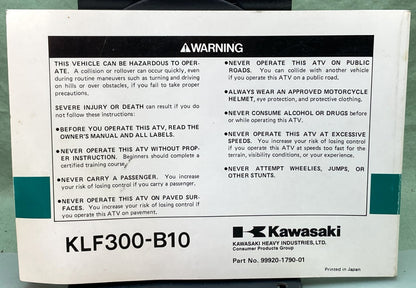 ⚠WARNING
THIS VEHICLE CAN BE HAZARDOUS TO OPER-
ATE. A collision or rollover can occur quickly, even
during routine maneuvers such as turning and driving
on hills or over obstacles, if you fail to take proper
precautions.
SEVERE INJURY OR DEATH can result if you do
not follow these instructions:
●BEFORE YOU OPERATE THIS ATV, READ THE
OWNER'S MANUAL AND ALL LABELS.
●NEVER OPERATE THIS ATV WITHOUT PROP-
ER INSTRUCTION. Beginners should complete a
certified training course.
●NEVER CARRY A PASSENGER. You increase
your risk of losing control if you carry a passenger.
●NEVER OPERATE THIS ATV ON PAVED SUR-
FACES. You increase your risk of losing control if
you operate this ATV on pavement.
●NEVER OPERATE THIS ATV ON PUBLIC
ROADS. You can collide with another vehicle
if you operate this ATV on a public road.
●ALWAYS WEAR AN APPROVED MOTORCYCLE
HELMET, eye protection, and protective clothing.
●NEVER CONSUME ALCOHOL OR DRUGS before
or while operating this ATV.
●NEVER OPERATE THIS ATV AT EXCESSIVE
SPEEDS. You increase your risk of losing control
if you operate this ATV at speeds too fast for the
terrain, visibility conditions, or your experience.
●NEVER ATTEMPT WHEELIES, JUMPS, OR
OTHER STUNTS.
KLF300-B10
Kawasaki
KAWASAKI HEAVY INDUSTRIES, LTD.
Consumer Products Group
Part No. 99920-1790-01
Printed in Japan